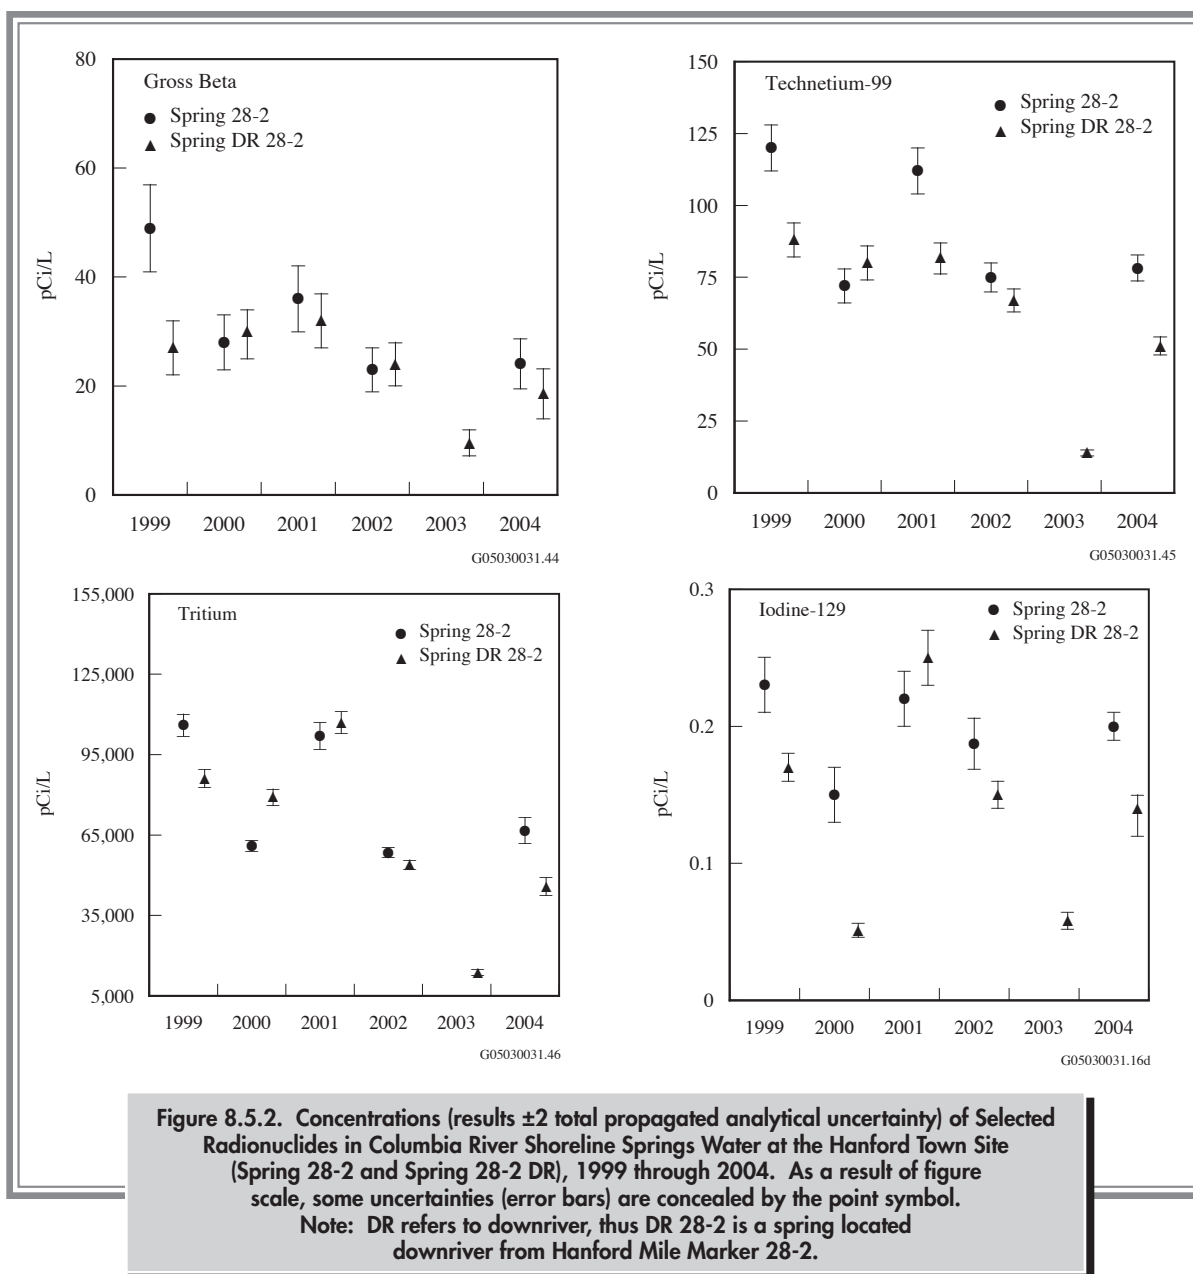 80
Gross Beta
Spring 28-2
Spring DR 28-2
60
40
20
0
pCi/L
1999 2000 2001 2002 2003 2004
G05030031.44
150
Technetium-99
Spring 28-2
Spring DR 28-2
125
100
75
50
25
0
pCi/L
1999 2000 2001 2002 2003 2004
G05030031.45
155,000
Tritium
Spring 28-2
Spring DR 28-2
125,000
95,000
65,000
35,000
5,000
pCi/L
1999 2000 2001 2002 2003 2004
G05030031.46
0.3
Iodine-129
Spring 28-2
Spring DR 28-2
0.2
0.1
0
pCi/L
1999 2000 2001 2002 2003 2004
G05030031.16d
Figure 8.5.2. Concentrations (results ±2 total propagated analytical uncertainty) of Selected
Radionuclides in Columbia River Shoreline Springs Water at the Hanford Town Site
(Spring 28-2 and Spring 28-2 DR), 1999 through 2004. As a result of figure
scale, some uncertainties (error bars) are concealed by the point symbol.
Note: DR refers to downriver, thus DR 28-2 is a spring located
downriver from Hanford Mile Marker 28-2.